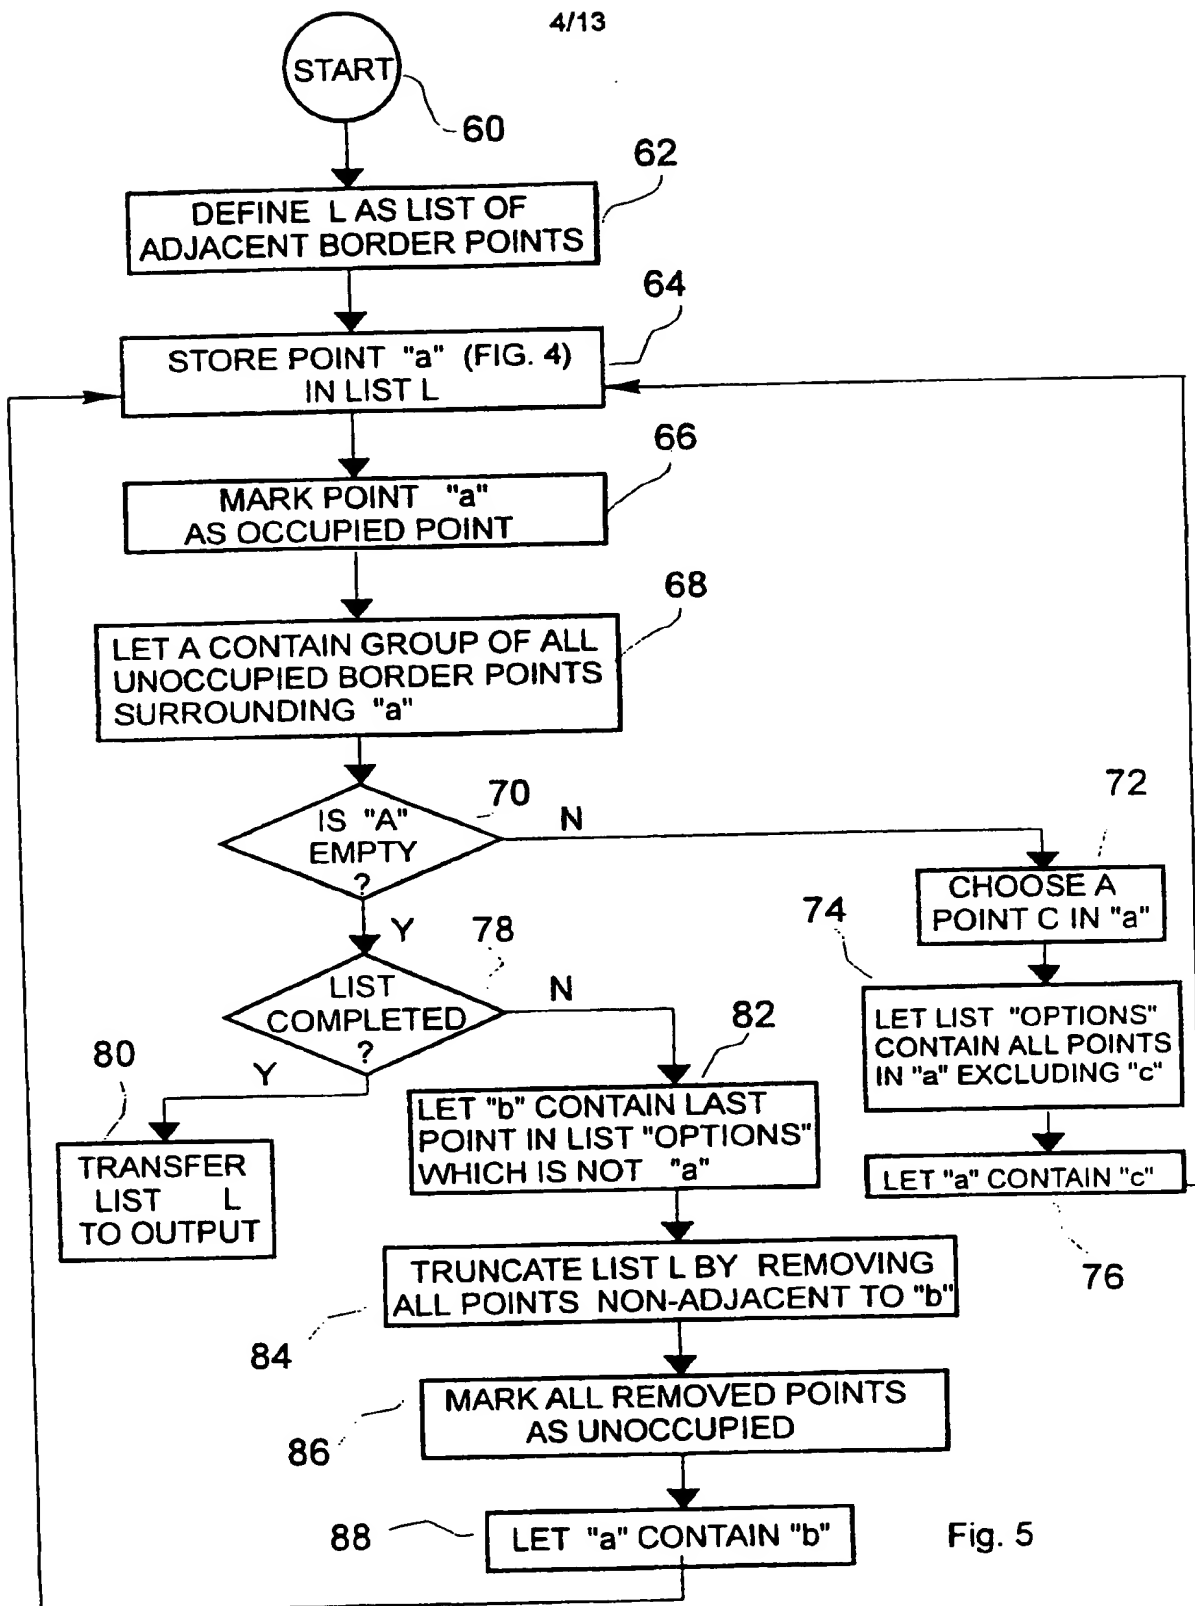 4/13
START
60
62
DEFINE L AS LIST OF
ADJACENT BORDER POINTS
64
STORE POINT "a" (FIG. 4)
IN LIST L
66
MARK POINT "a"
AS OCCUPIED POINT
68
LET A CONTAIN GROUP OF ALL
UNOCCUPIED BORDER POINTS
SURROUNDING "a"
70
IS "A"
EMPTY
?
N
Y
72
CHOOSE A
POINT C IN "a"
74
LET LIST "OPTIONS"
CONTAIN ALL POINTS
IN "a" EXCLUDING "c"
LET "a" CONTAIN "c"
76
78
LIST
COMPLETED
?
N
Y
80
TRANSFER
LIST L
TO OUTPUT
82
LET "b" CONTAIN LAST
POINT IN LIST "OPTIONS"
WHICH IS NOT "a"
TRUNCATE LIST L BY REMOVING
ALL POINTS NON-ADJACENT TO "b"
84
MARK ALL REMOVED POINTS
AS UNOCCUPIED
86
88
LET "a" CONTAIN "b"
Fig. 5